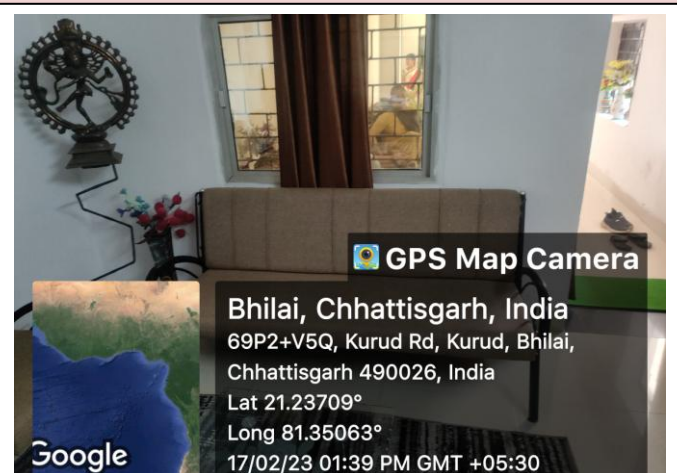 GPS Map Camera
Bhilai, Chhattisgarh, India
69P2+V5Q, Kurud Rd, Kurud, Bhilai,
Chhattisgarh 490026, India
Lat 21.23709°
Long 81.35063°
17/02/23 01:39 PM GMT +05:30
Google